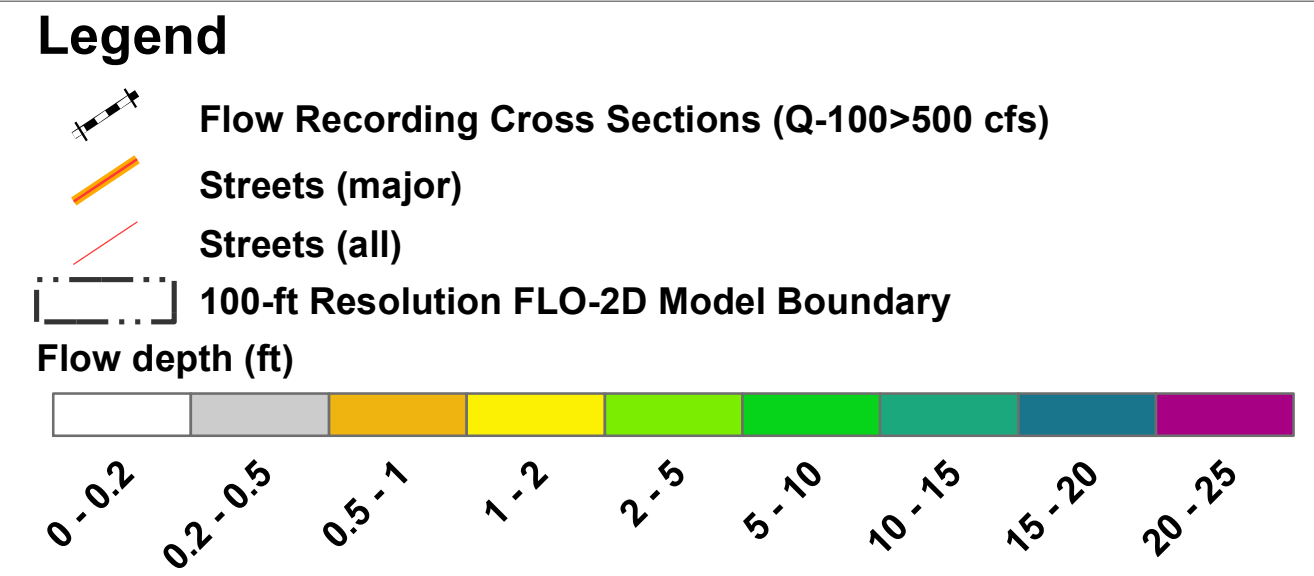 Legend
Flow Recording Cross Sections (Q-100>500 cfs)
Streets (major)
Streets (all)
100-ft Resolution FLO-2D Model Boundary
Flow depth (ft)
0 - 0.2
0.2 - 0.5
0.5 - 1
1 - 2
2 - 5
5 - 10
10 - 15
15 - 20
20 - 25